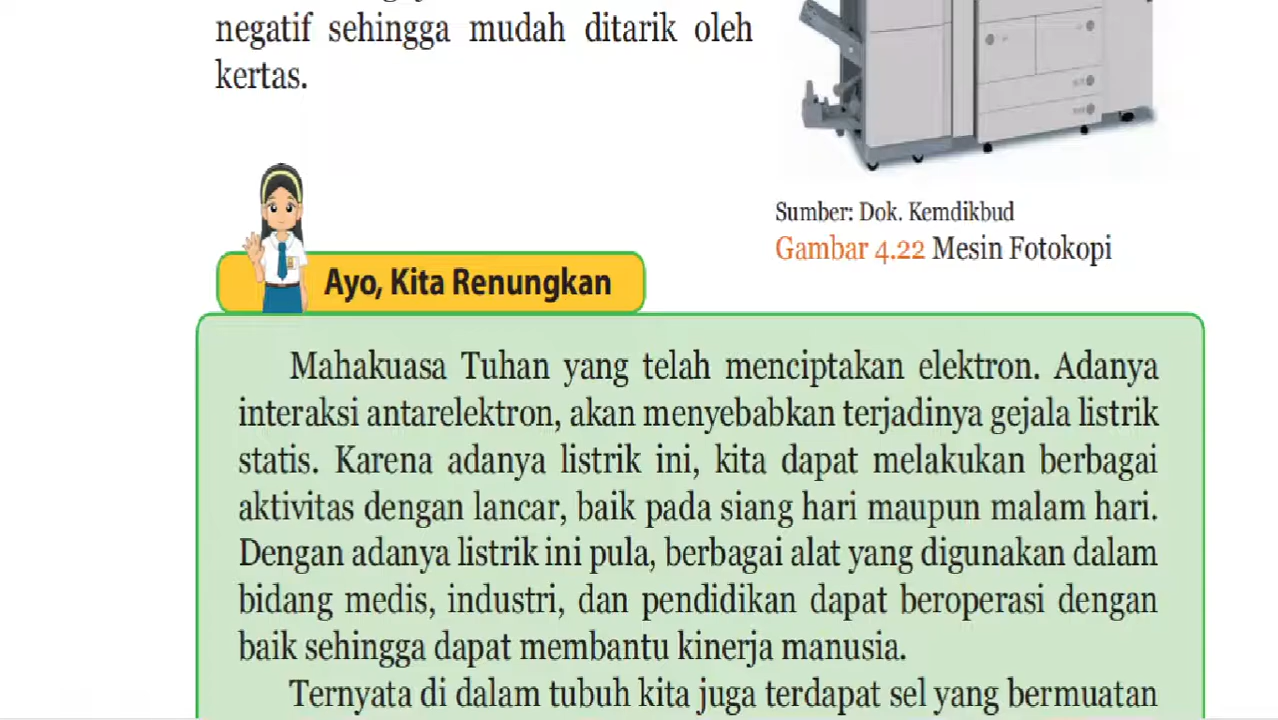 negatif sehingga mudah ditarik oleh
kertas.
Sumber: Dok. Kemdikbud
Gambar 4.22 Mesin Fotokopi
Ayo, Kita Renungkan
Mahakuasa Tuhan yang telah menciptakan elektron. Adanya
interaksi antarelektron, akan menyebabkan terjadinya gejala listrik
statis. Karena adanya listrik ini, kita dapat melakukan berbagai
aktivitas dengan lancar, baik pada siang hari maupun malam hari.
Dengan adanya listrik ini pula, berbagai alat yang digunakan dalam
bidang medis, industri, dan pendidikan dapat beroperasi dengan
baik sehingga dapat membantu kinerja manusia.
Ternyata di dalam tubuh kita juga terdapat sel yang bermuatan